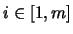 i ∈ [1, m]